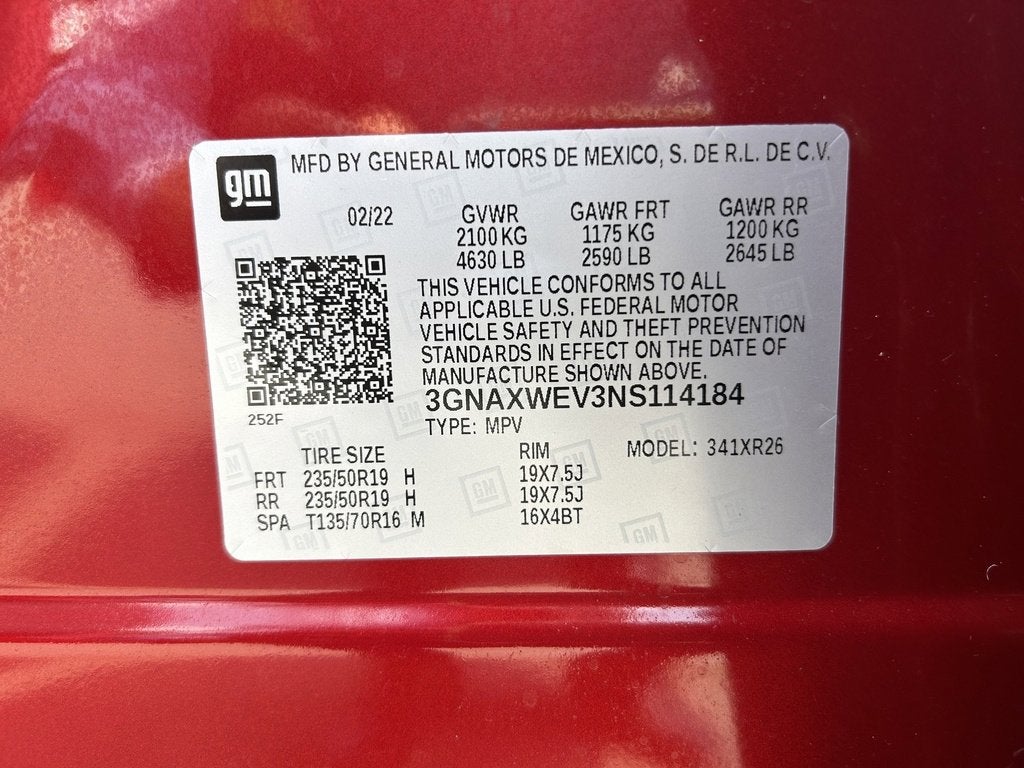 gm
MFD BY GENERAL MOTORS DE MEXICO, S. DE R.L. DE C.V.
02/22 GVWR GAWR FRT GAWR RR
2100 KG 1175 KG 1200 KG
4630 LB 2590 LB 2645 LB
THIS VEHICLE CONFORMS TO ALL
APPLICABLE U.S. FEDERAL MOTOR
VEHICLE SAFETY AND THEFT PREVENTION
STANDARDS IN EFFECT ON THE DATE OF
MANUFACTURE SHOWN ABOVE.
3GNAXWEV3NS114184
252F
TYPE: MPV
TIRE SIZE RIM MODEL: 341XR26
FRT 235/50R19 H 19X7.5J
RR 235/50R19 H 19X7.5J
SPA T135/70R16 M 16X4BT